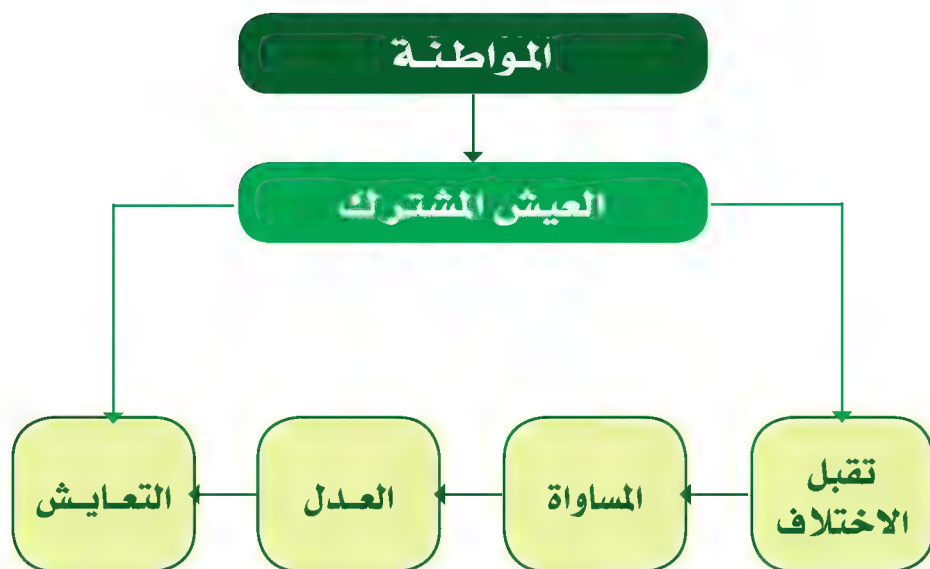 المواطنة
العيش المشترك
تقبل
الاختلاف
المساواة
العدل
التعايش